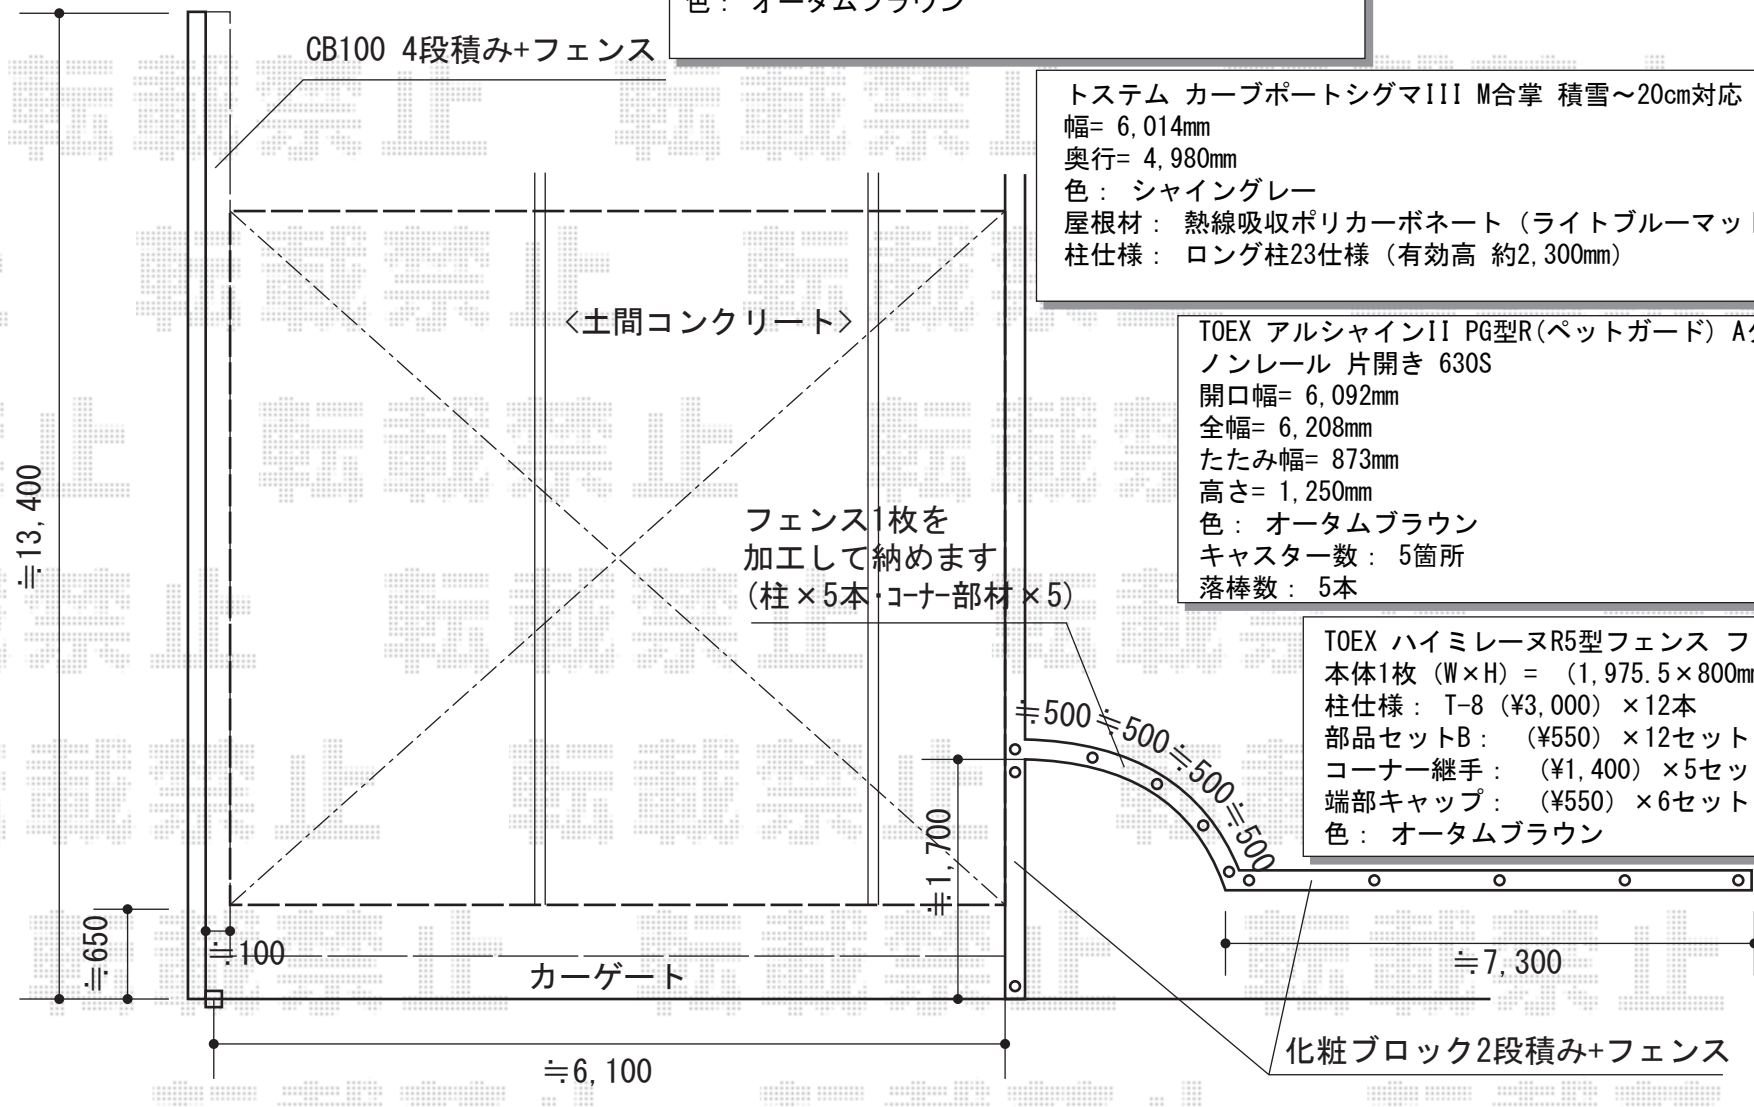 色： オータムブラウン
CB100 4段積み+フェンス
トステム カーブポートシグマIII M合掌 積雪～20cm対応
幅= 6,014mm
奥行= 4,980mm
色： シャイングレー
屋根材： 熱線吸収ポリカーボネート（ライトブルーマット
柱仕様： ロング柱23仕様（有効高 約2,300mm）
<土間コンクリート>
TOEX アルシャインII PG型R(ペットガード) Aタ
ノンレール 片開き 630S
開口幅= 6,092mm
全幅= 6,208mm
たたみ幅= 873mm
高さ= 1,250mm
色： オータムブラウン
キャスター数： 5箇所
落棒数： 5本
≒13,400
フェンス1枚を
加工して納めます
(柱×5本･ｺｰﾅｰ部材×5)
TOEX ハイミレーヌR5型フェンス フ
本体1枚（W×H）= （1,975.5×800mm
柱仕様： T-8（¥3,000）×12本
部品セットB： （¥550）×12セット
コーナー継手： （¥1,400）×5セッ
端部キャップ： （¥550）×6セット
色： オータムブラウン
≒500
≒500
≒500
≒500
≒1,700
≒650
≒100
カーゲート
≒7,300
≒6,100
化粧ブロック2段積み+フェンス
転載禁止